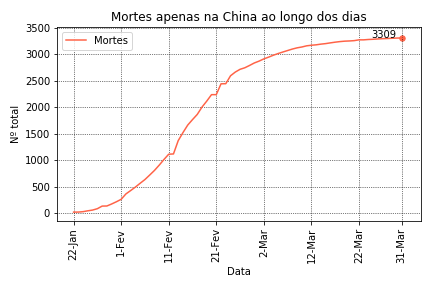 Mortes apenas na China ao longo dos dias
Mortes
3309
Nº total
3500
3000
2500
2000
1500
1000
500
0
22-Jan
1-Fev
11-Fev
21-Fev
2-Mar
12-Mar
22-Mar
31-Mar
Data